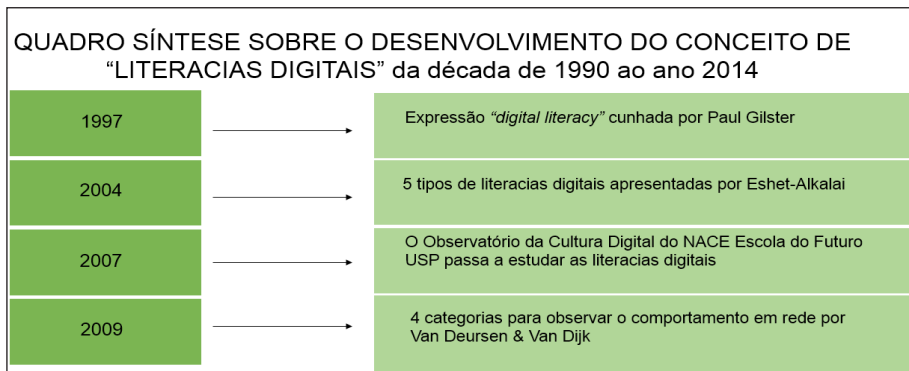 QUADRO SÍNTESE SOBRE O DESENVOLVIMENTO DO CONCEITO DE
“LITERACIAS DIGITAIS” da década de 1990 ao ano 2014
1997
Expressão “digital literacy” cunhada por Paul Gilster
2004
5 tipos de literacias digitais apresentadas por Eshet-Alkalai
2007
O Observatório da Cultura Digital do NACE Escola do Futuro
USP passa a estudar as literacias digitais
2009
4 categorias para observar o comportamento em rede por
Van Deursen & Van Dijk